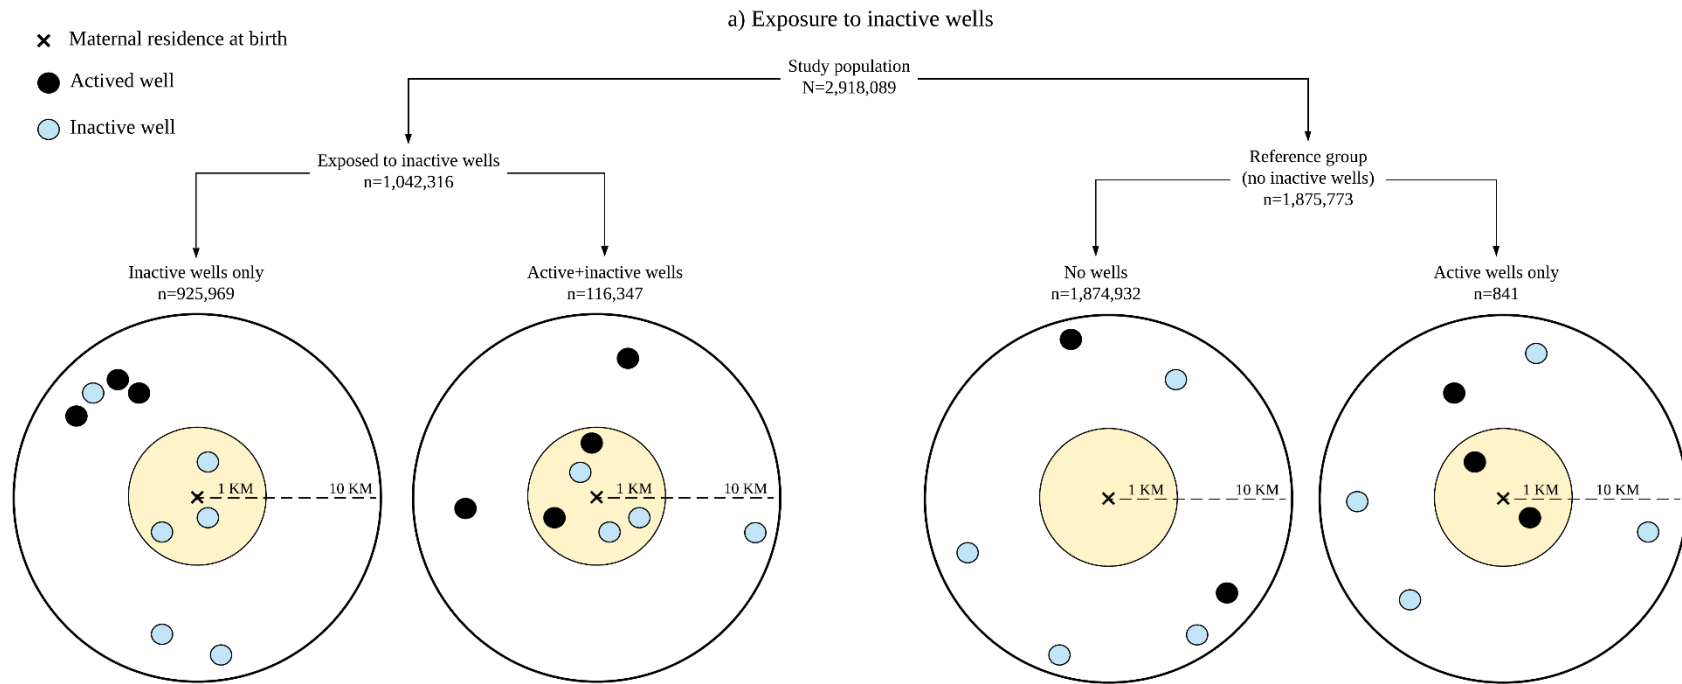 a) Exposure to inactive wells
Maternal residence at birth
Actived well
Inactive well
Study population
N=2,918,089
Exposed to inactive wells
n=1,042,316
Reference group
(no inactive wells)
n=1,875,773
Inactive wells only
n=925,969
Active+inactive wells
n=116,347
No wells
n=1,874,932
Active wells only
n=841
1 KM
10 KM
1 KM
10 KM
1 KM
10 KM
1 KM
10 KM